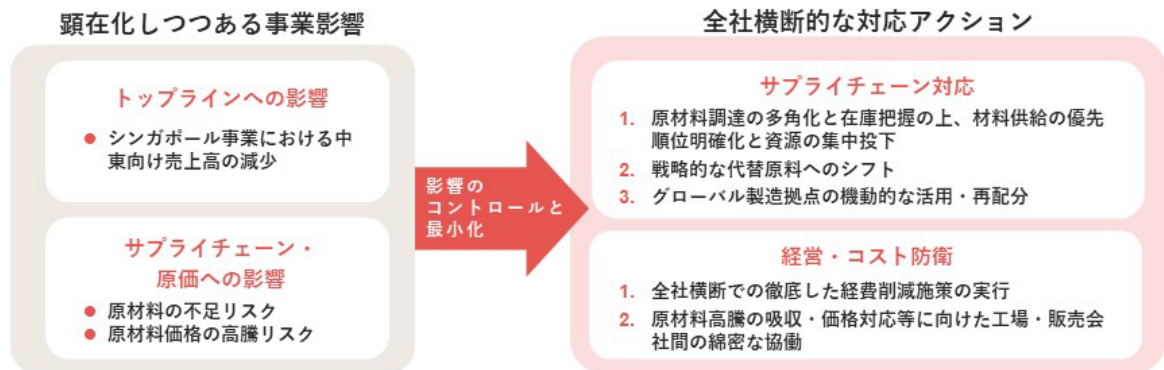 顕在化しつつある事業影響
トップラインへの影響
● シンガポール事業における中
東向け売上高の減少
サプライチェーン・
原価への影響
● 原材料の不足リスク
● 原材料価格の高騰リスク
影響の
コントロールと
最小化
全社横断的な対応アクション
サプライチェーン対応
1. 原材料調達の多角化と在庫把握の上、材料供給の優先
順位明確化と資源の集中投下
2. 戦略的な代替原料へのシフト
3. グローバル製造拠点の機動的な活用・再配分
経営・コスト防衛
1. 全社横断での徹底した経費削減施策の実行
2. 原材料高騰の吸収・価格対応等に向けた工場・販売会
社間の綿密な協働